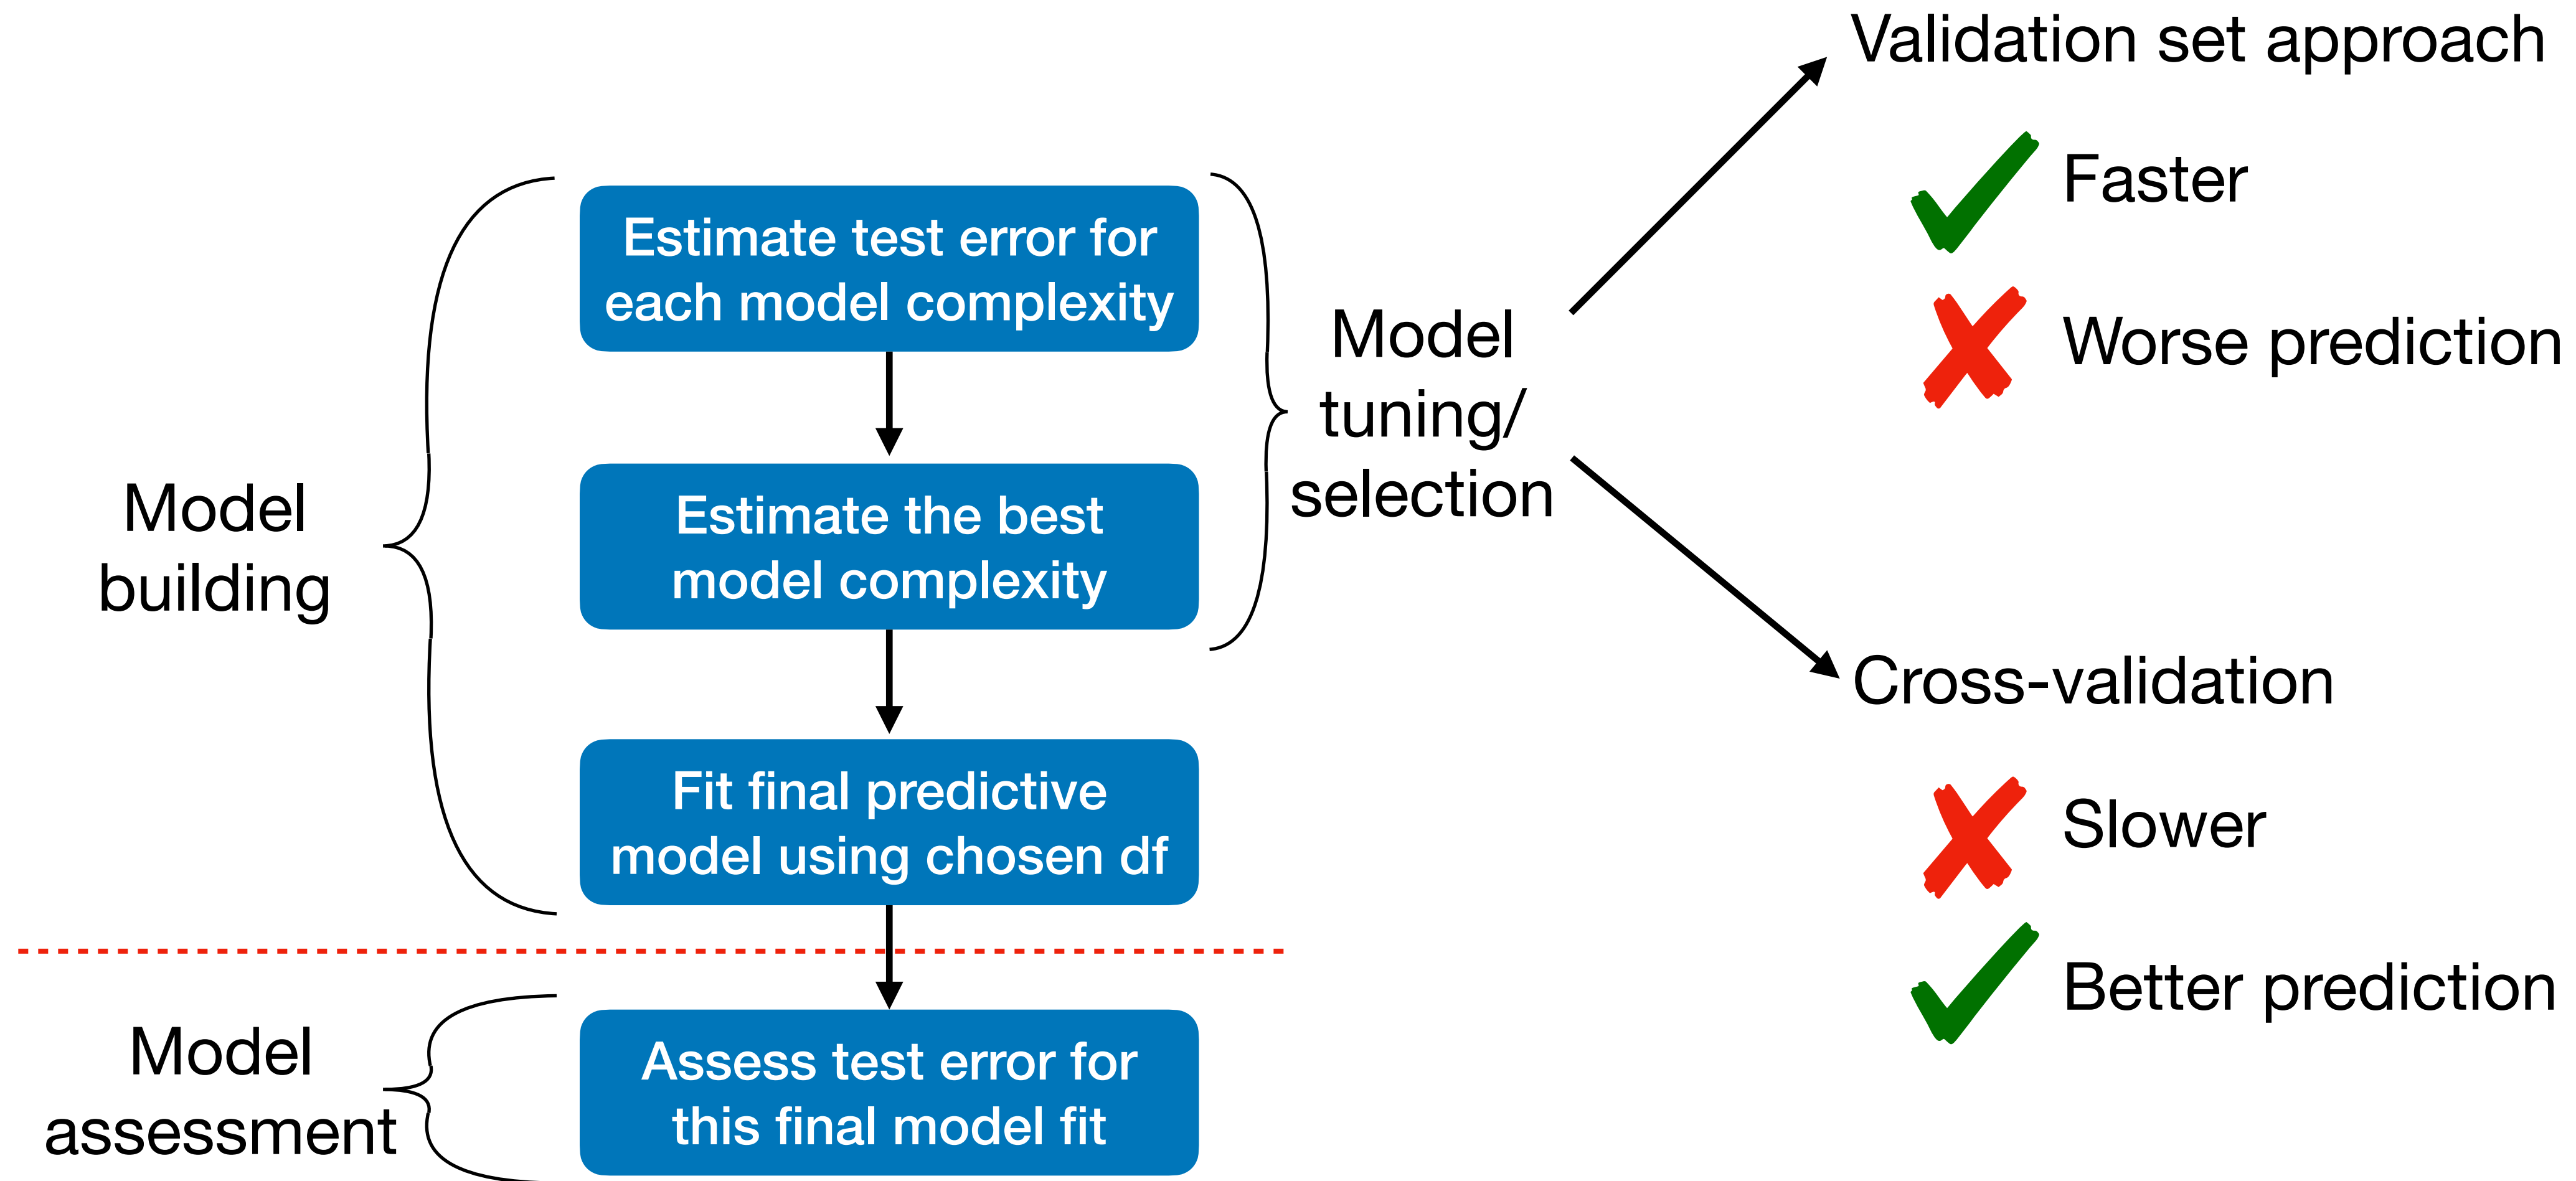 Model
building
Model
assessment
Estimate test error for
each model complexity
Estimate the best
model complexity
Fit final predictive
model using chosen df
Assess test error for
this final model fit
Model
tuning/
selection
Validation set approach
Faster
Worse prediction
Cross-validation
Slower
Better prediction